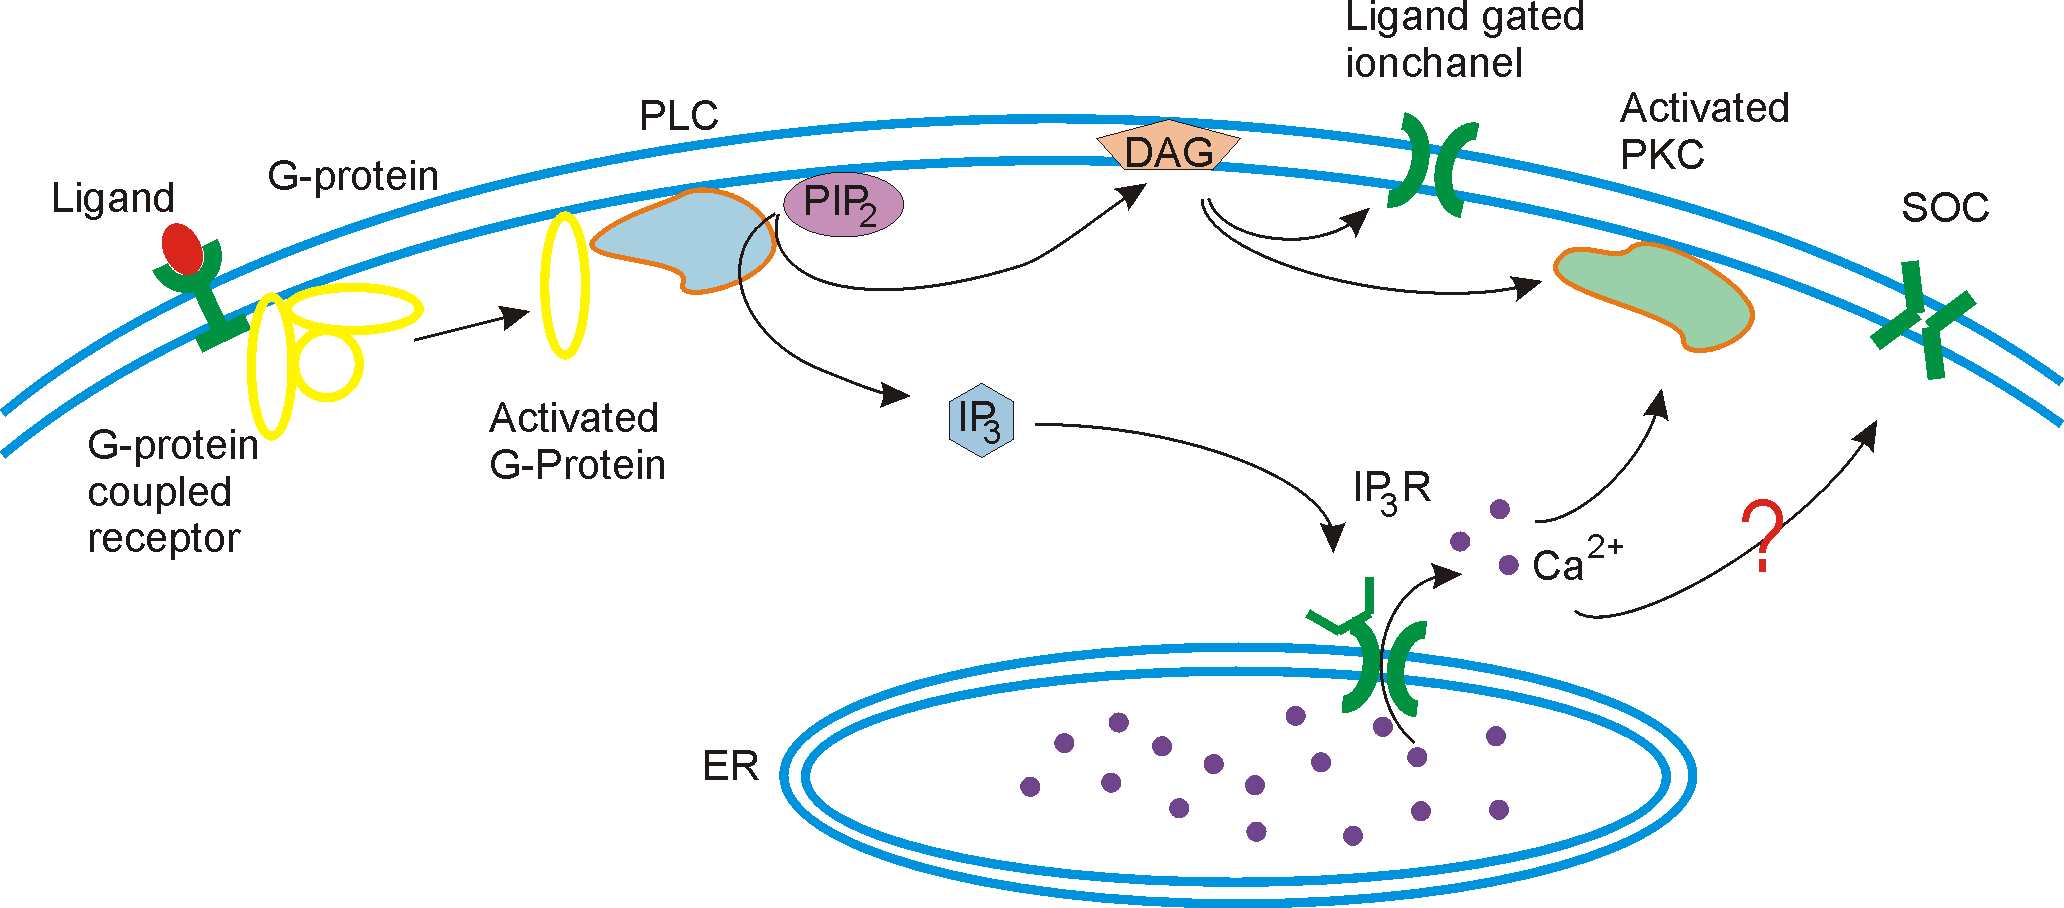 Ligand gated
ionchanel
PLC
Activated
PKC
DAG
G-protein
Ligand
PIP2
SOC
IP3
Activated
G-Protein
G-protein
coupled
receptor
IP3R
Ca2+
?
ER